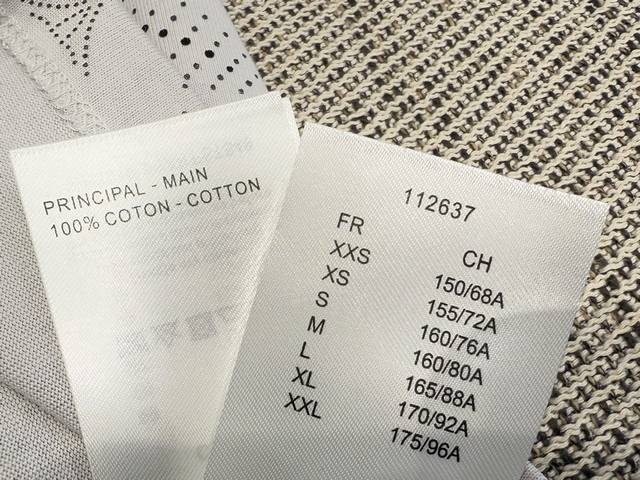 PRINCIPAL - MAIN
100% COTON - COTTON
112637
FR CH
XXS 150/68A
XS 155/72A
S 160/76A
M 160/80A
L 165/88A
XL 170/92A
XXL 175/96A